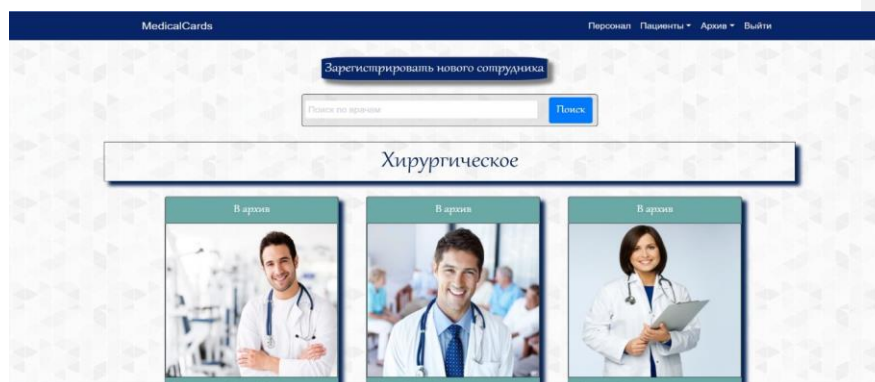 MedicalCards
Персонал Пациенты Архив Выйти
Зарегистрировать нового сотрудника
Поиск по врачам
Поиск
Хирургическое
В архив
В архив
В архив